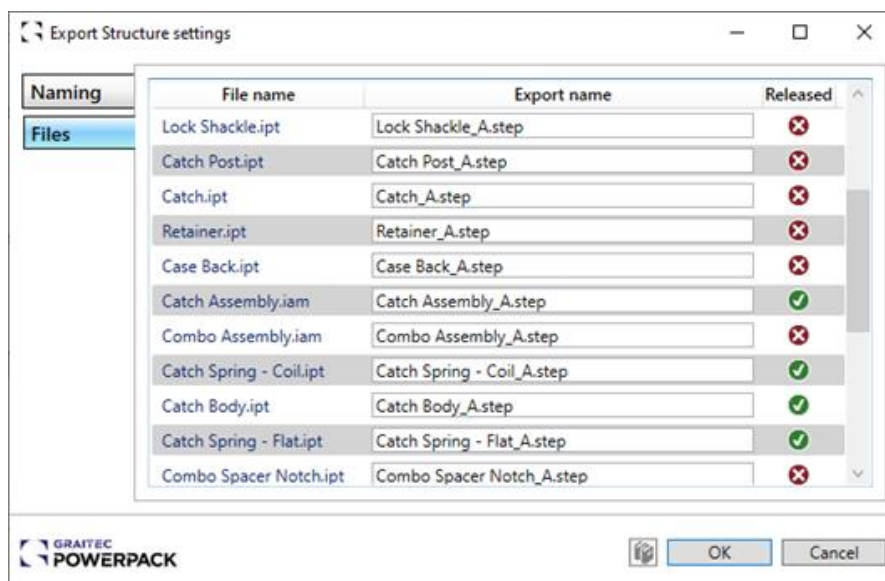 Export Structure settings
Naming
Files
File name Export name Released
Lock Shackle.ipt Lock Shackle_A.step
Catch Post.ipt Catch Post_A.step
Catch.ipt Catch_A.step
Retainer.ipt Retainer_A.step
Case Back.ipt Case Back_A.step
Catch Assembly.iam Catch Assembly_A.step
Combo Assembly.iam Combo Assembly_A.step
Catch Spring - Coil.ipt Catch Spring - Coil_A.step
Catch Body.ipt Catch Body_A.step
Catch Spring - Flat.ipt Catch Spring - Flat_A.step
Combo Spacer Notch.ipt Combo Spacer Notch_A.step
GRAITEC
POWERPACK
OK Cancel